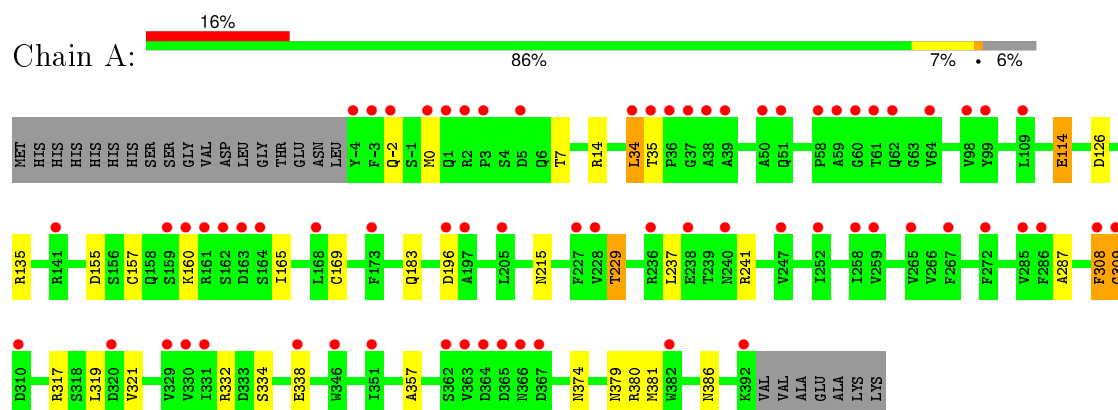 16%
Chain A:
86% 7% • 6%
MET HIS HIS HIS HIS HIS HIS SER SER GLY VAL ASP LEU GLY THR GLU ASN LEU Y-4 F-3 Q-2 S-1 M0 Q1 R2 P3 S4 D5 Q6 T7 R14 L34 T35 P36 G37 A38 A39 A50 Q51 P58 A59 G60 T61 Q62 G63 V64 V98 Y99 L109 E114 D126
R135 R141 D155 S156 C157 Q158 S159 K160 R161 S162 D163 S164 I165 L168 C169 F173 Q183 D196 A197 L205 N215 F227 V228 T229 R236 L237 E238 T239 N240 R241 V247 I252 I258 V259 V265 V266 F267 F272 V285 F286 A287 F308
D310 R317 S318 L319 D320 V321 V329 V330 I331 R332 D333 S334 E338 W346 I351 A357 S362 V363 D364 D365 N366 D367 N374 N379 R380 M381 W382 N386 K392 VAL VAL ALA GLU ALA LYS LYS